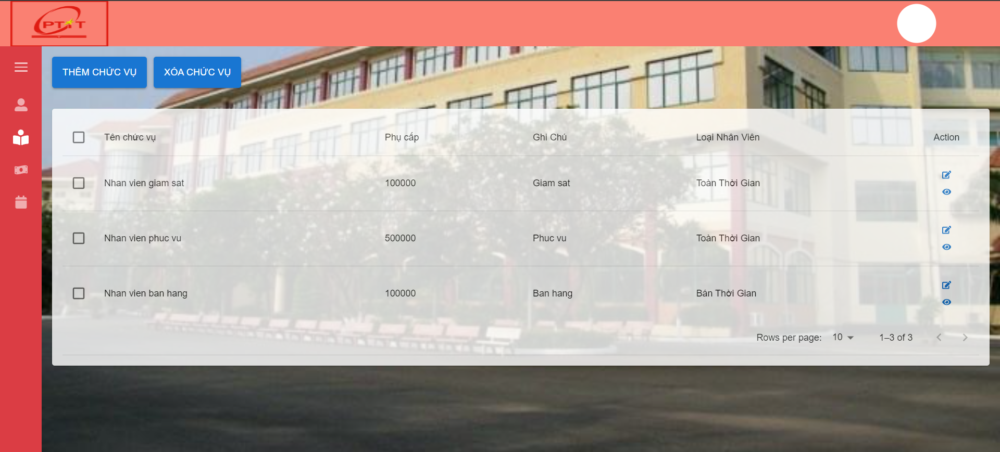 PTIT
THÊM CHỨC VỤ XÓA CHỨC VỤ
Tên chức vụ Phụ cấp Ghi Chú Loại Nhân Viên Action
Nhan vien giam sat 100000 Giam sat Toàn Thời Gian
Nhan vien phuc vu 500000 Phuc vu Toàn Thời Gian
Nhan vien ban hang 100000 Ban hang Bán Thời Gian
Rows per page: 10 1–3 of 3